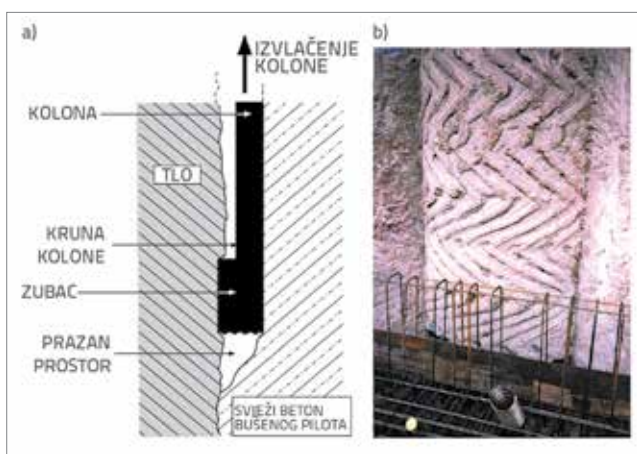 a)
IZVLAČENJE
KOLONE
KOLONA
TLO
KRUNA
KOLONE
ZUBAC
PRAZAN
PROSTOR
SVJEŽI BETON
BUŠENOG PILOTA
b)